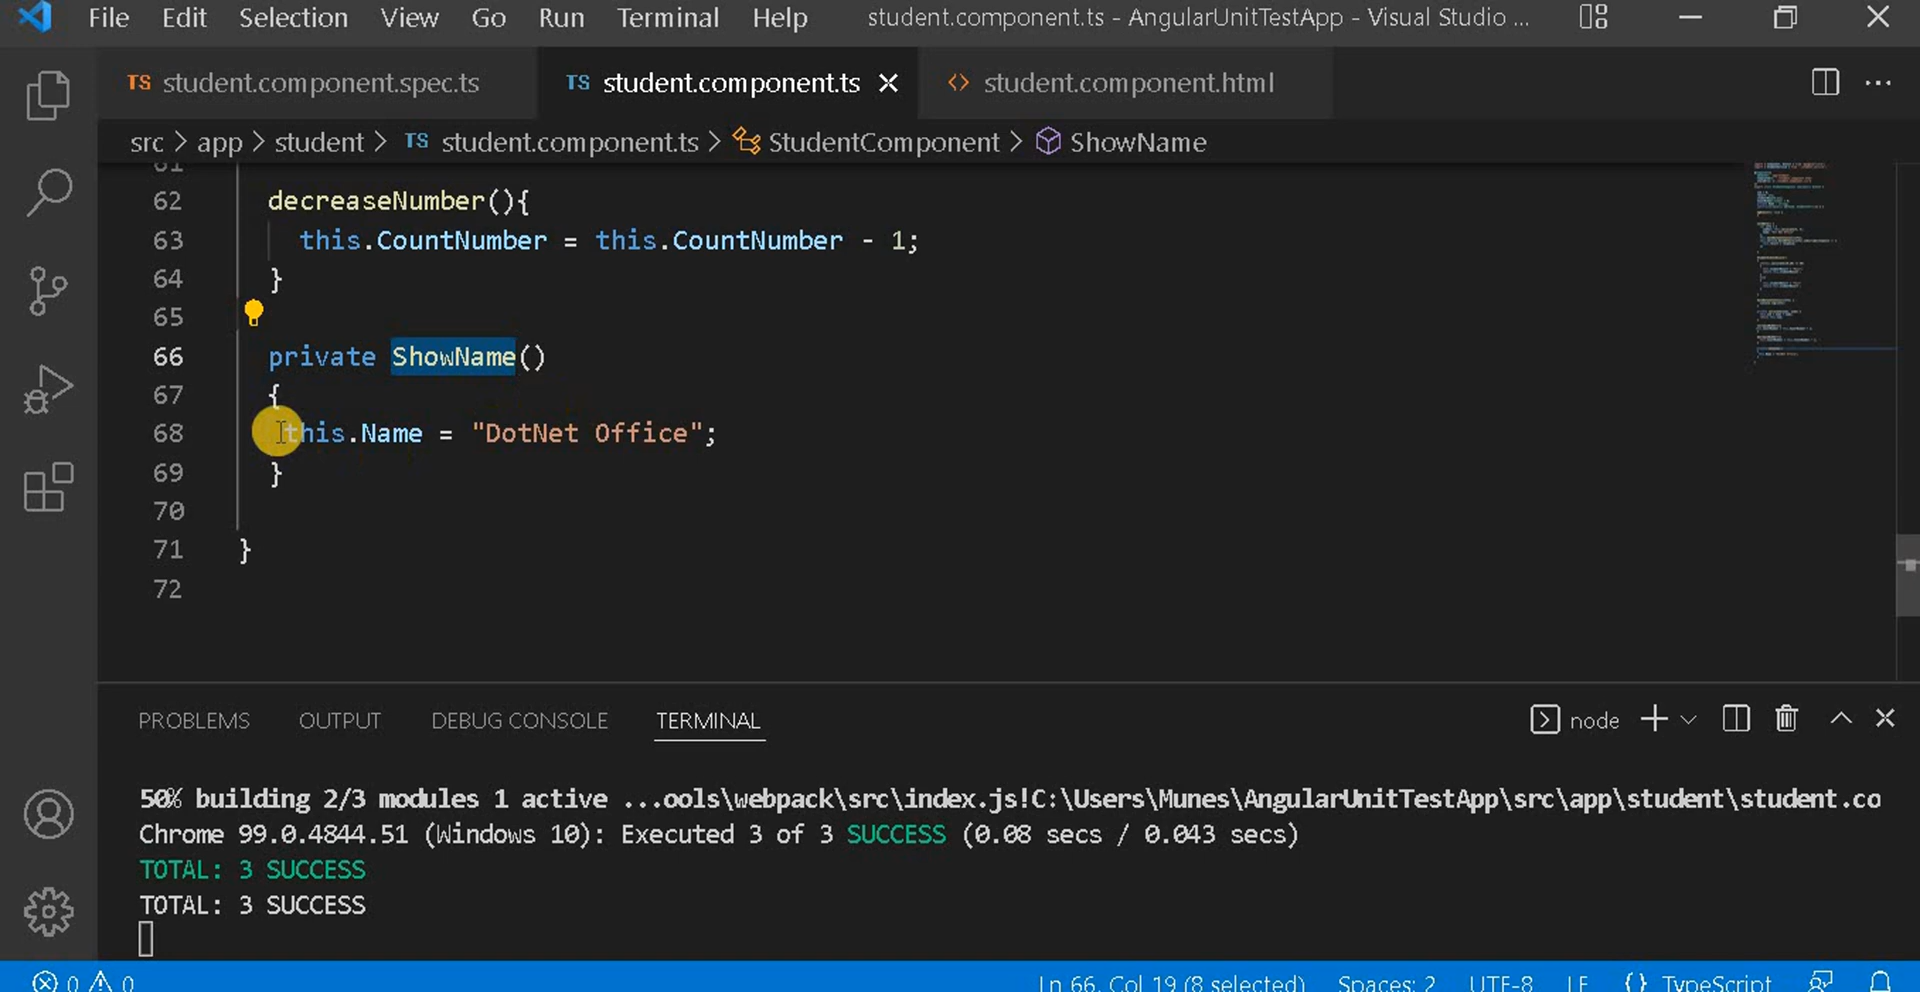 File Edit Selection View Go Run Terminal Help student.component.ts - AngularUnitTestApp - Visual Studio ...
TS student.component.spec.ts TS student.component.ts <> student.component.html
src > app > student > TS student.component.ts > StudentComponent > ShowName
61
62 decreaseNumber(){
63 this.CountNumber = this.CountNumber - 1;
64 }
65
66 private ShowName()
67 {
68 this.Name = "DotNet Office";
69 }
70
71 }
72
PROBLEMS OUTPUT DEBUG CONSOLE TERMINAL node
50% building 2/3 modules 1 active ...ools\webpack\src\index.js!C:\Users\Munes\AngularUnitTestApp\src\app\student\student.co
Chrome 99.0.4844.51 (Windows 10): Executed 3 of 3 SUCCESS (0.08 secs / 0.043 secs)
TOTAL: 3 SUCCESS
TOTAL: 3 SUCCESS
0 0 Ln 66, Col 19 (8 selected) Spaces: 2 UTF-8 LF {} TypeScript